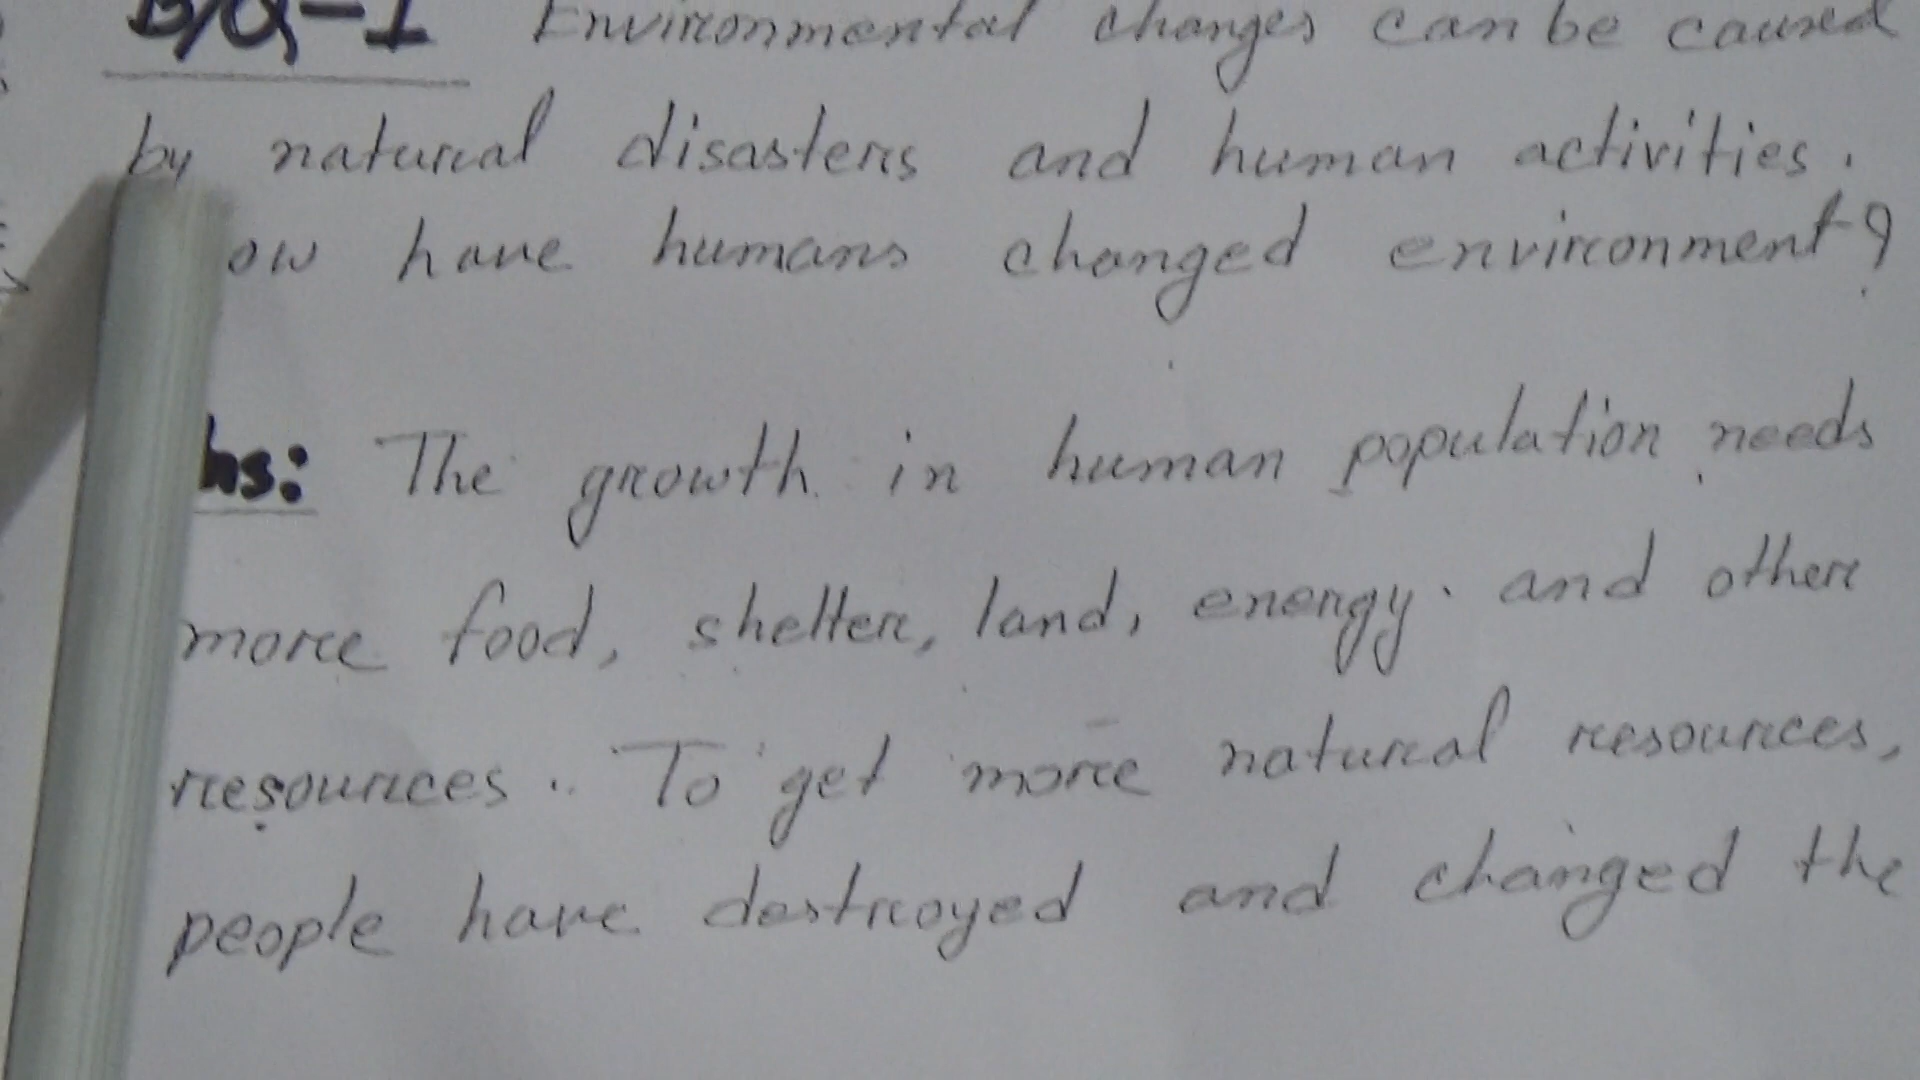 B/Q-1 Environmental changes can be caused
by natural disasters and human activities.
ow have humans changed environment?
ns: The growth in human population needs
more food, shelter, land, energy and other
resources. To get more natural resources,
people have destroyed and changed the